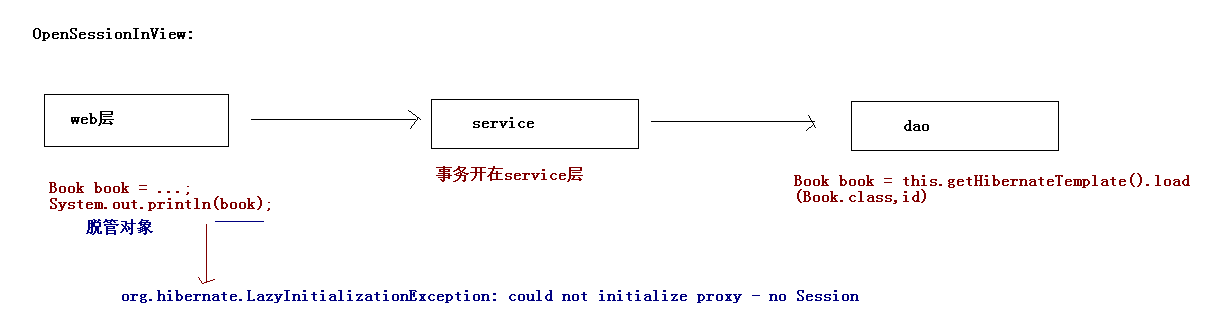 OpenSessionInView:
web层
service
dao
事务开在service层
Book book = ...;
System.out.println(book);
脱管对象
Book book = this.getHibernateTemplate().load
(Book.class,id)
org.hibernate.LazyInitializationException: could not initialize proxy - no Session